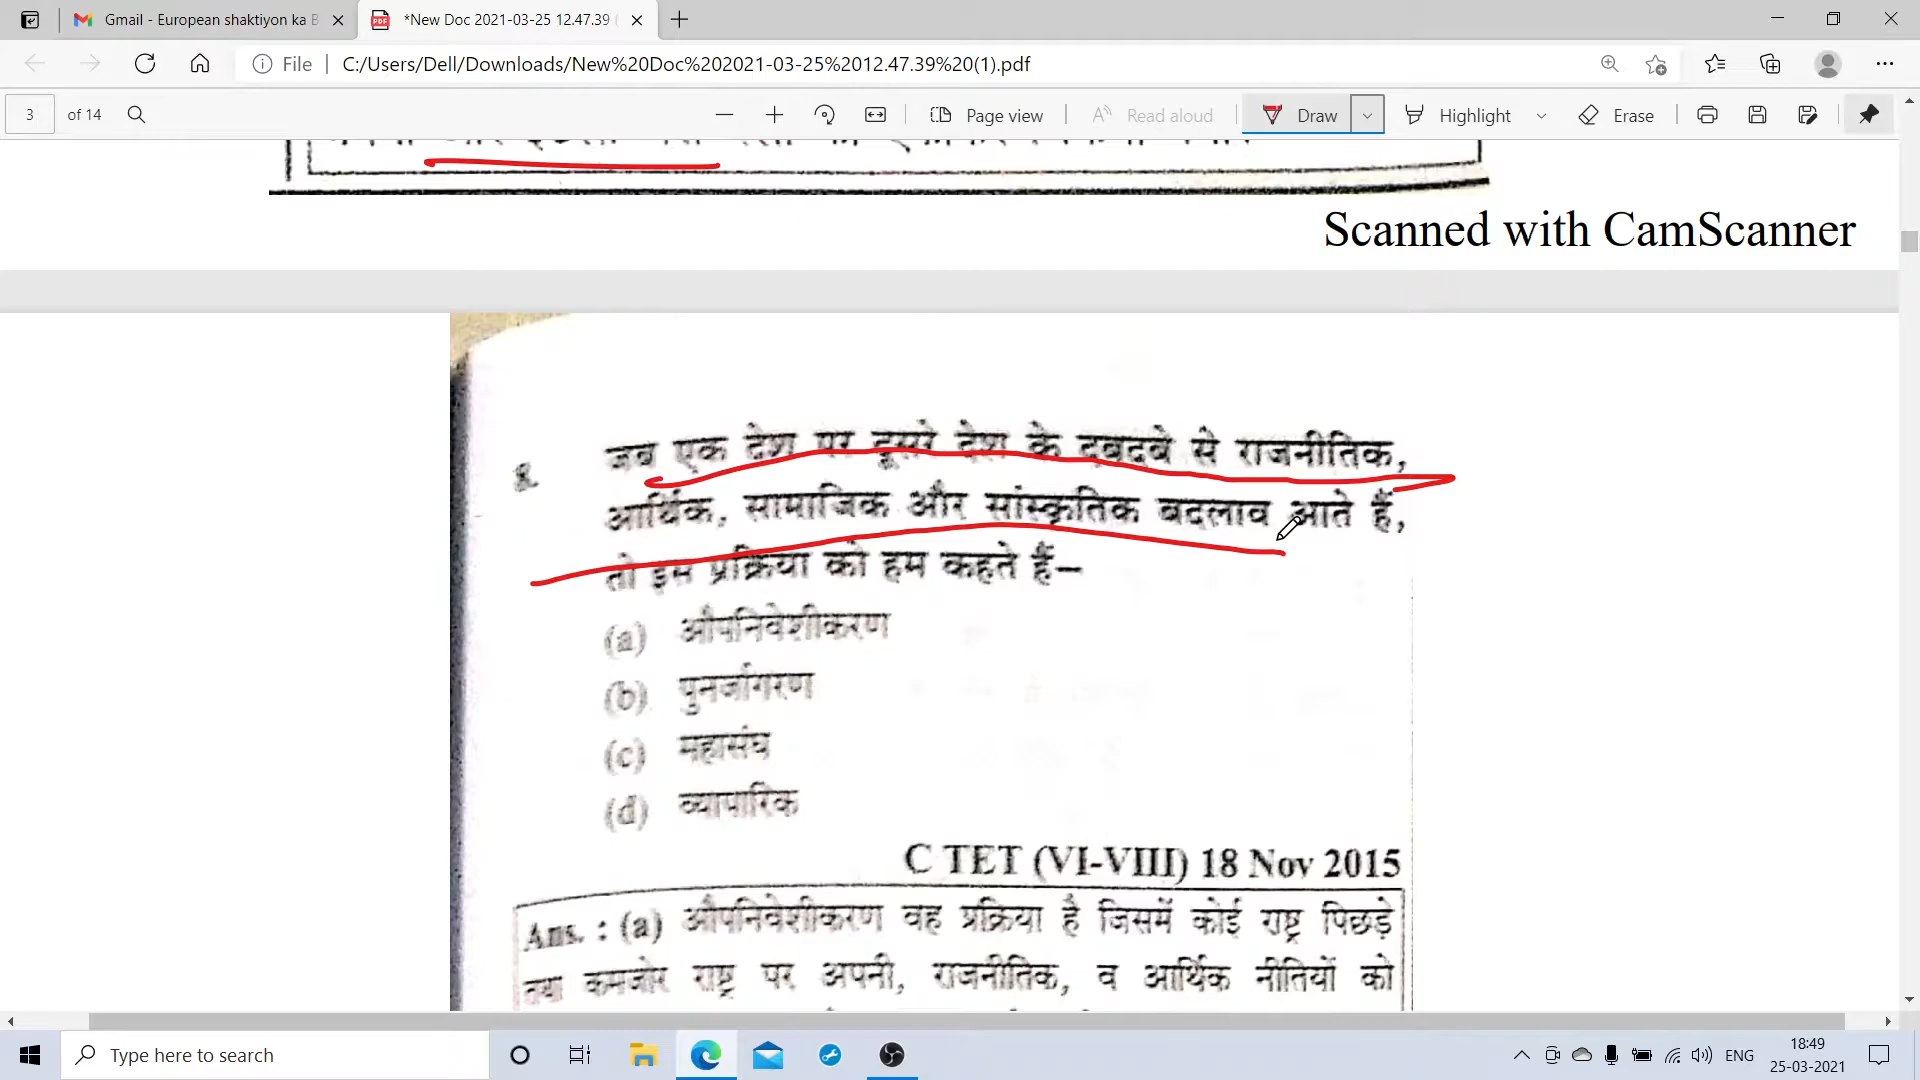 Gmail - European shaktiyon ka B
*New Doc 2021-03-25 12.47.39 (
File
C:/Users/Dell/Downloads/New%20Doc%202021-03-25%2012.47.39%20(1).pdf
3 of 14
Page view
Read aloud
Draw
Highlight
Erase
Scanned with CamScanner
8. जब एक देश पर दूसरे देश के दबदबे से राजनीतिक,
आर्थिक, सामाजिक और सांस्कृतिक बदलाव आते हैं,
तो इस प्रक्रिया को हम कहते हैं–
(a) औपनिवेशीकरण
(b) पुनर्जागरण
(c) महासंघ
(d) व्यापारिक
C TET (VI-VIII) 18 Nov 2015
Ans. : (a) औपनिवेशीकरण वह प्रक्रिया है जिसमें कोई राष्ट्र पिछड़े
तथा कमजोर राष्ट्र पर अपनी, राजनीतिक, व आर्थिक नीतियों को
Type here to search
ENG
18:49
25-03-2021